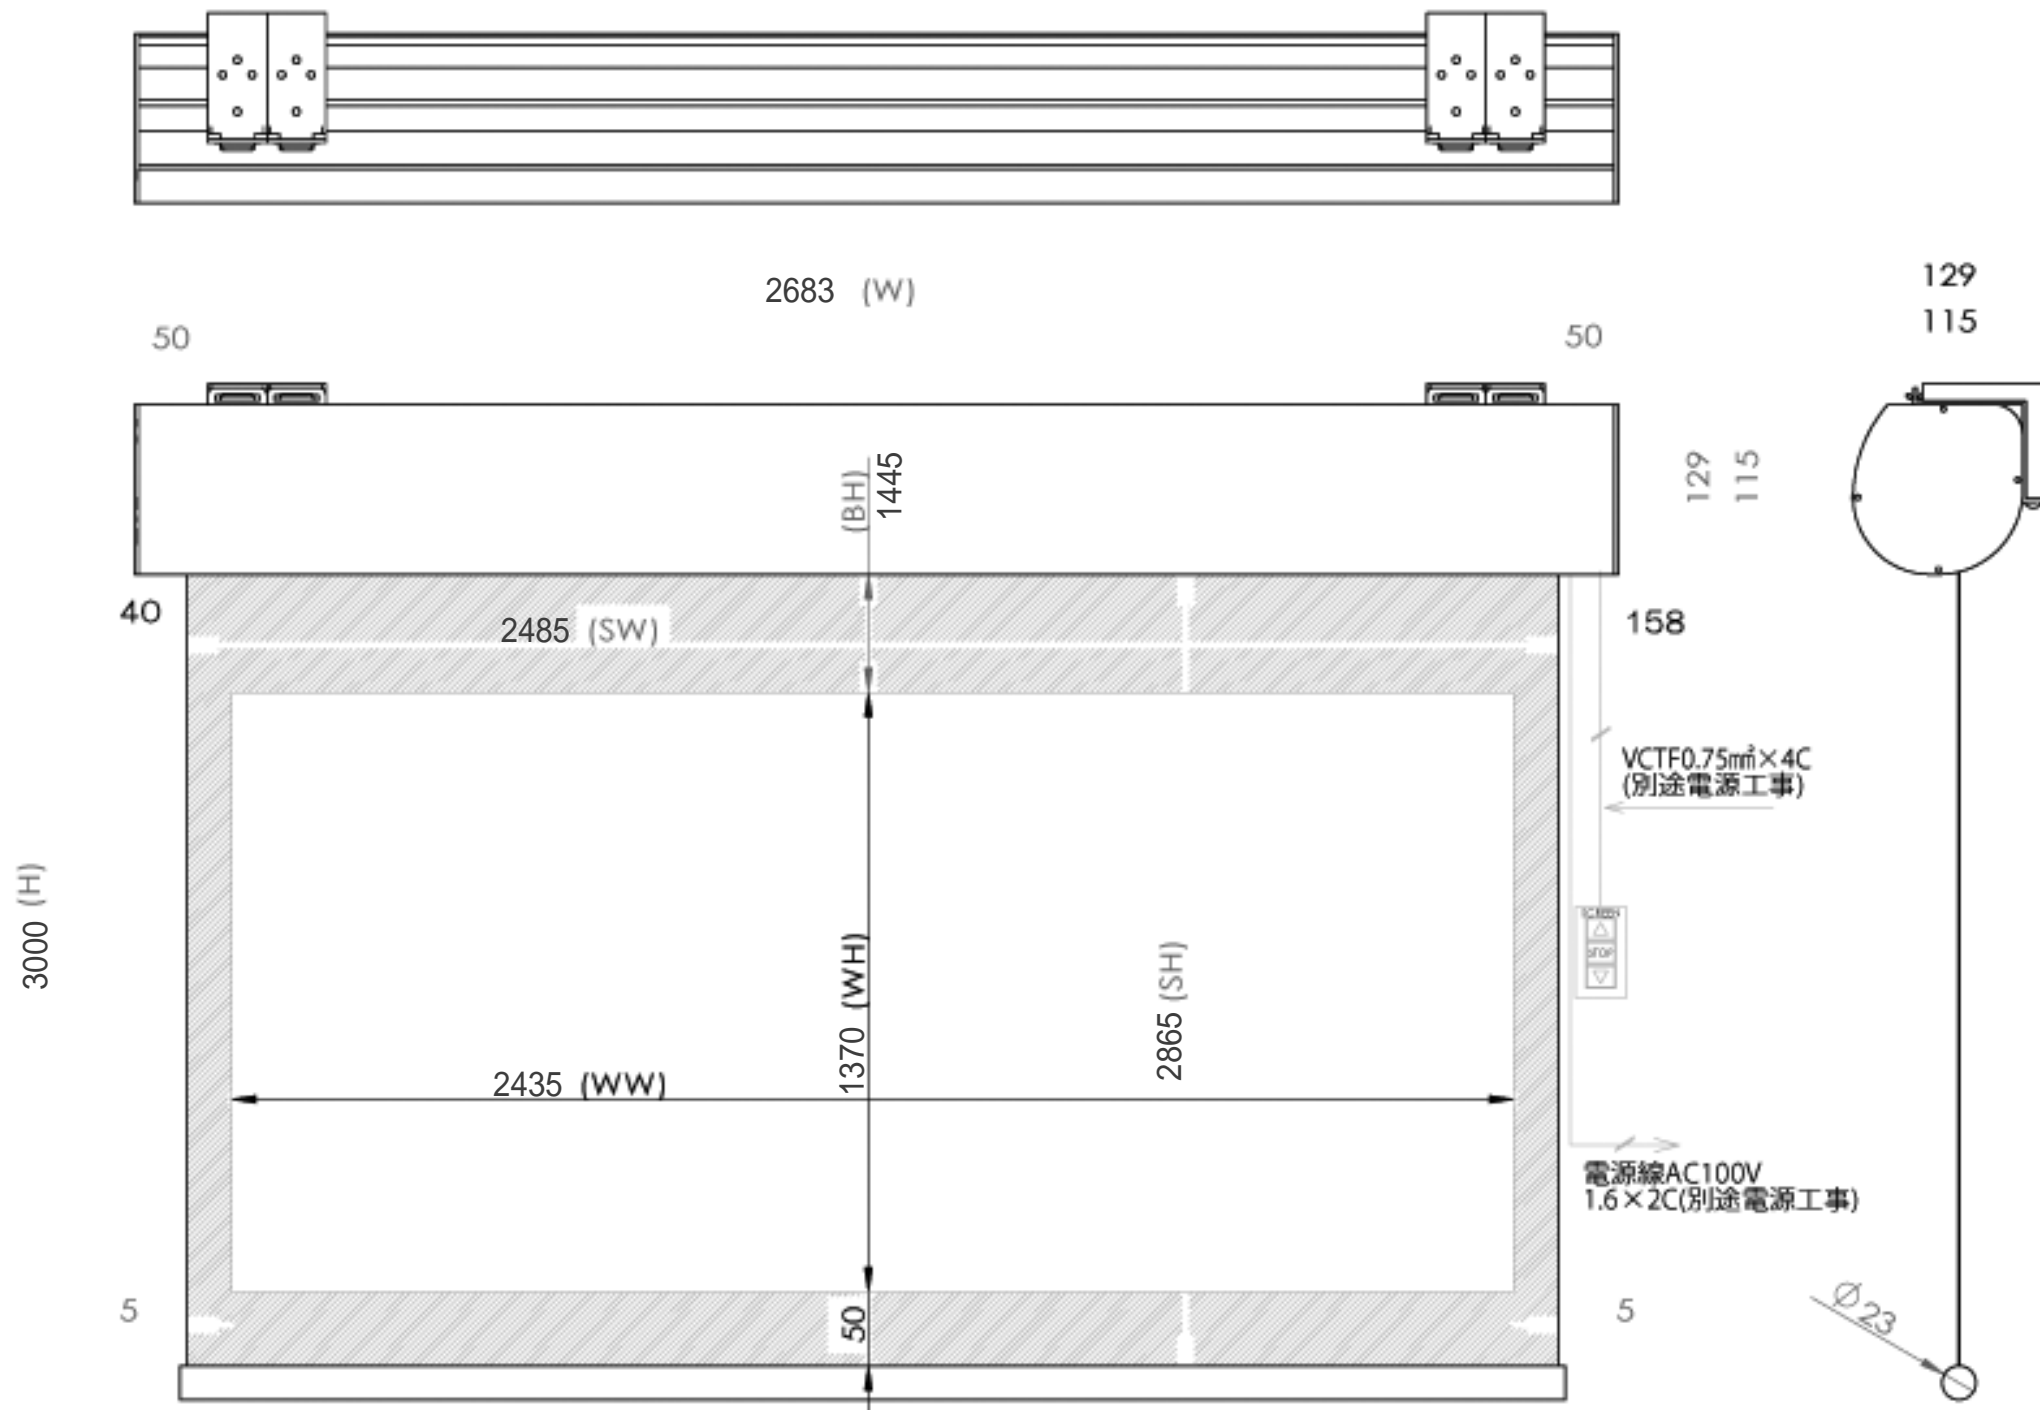 2683 (W)
129
115
50
50
(BH)
1445
129
115
40
2485 (SW)
158
VCTF0.75m㎡×4C
(別途電源工事)
3000 (H)
SCREEN
STOP
1370 (WH)
2865 (SH)
2435 (WW)
電源線AC100V
1.6×2C(別途電源工事)
5
50
5
Ø23